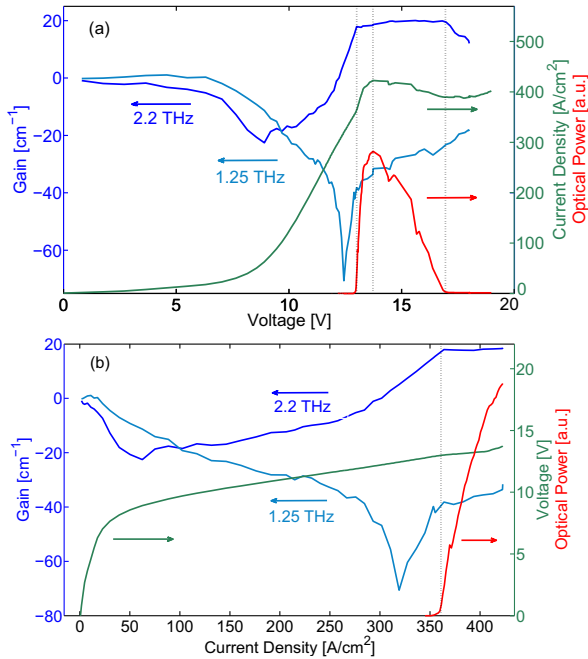 (a)
20
0
−20
−40
−60
Gain [cm⁻¹]
2.2 THz
1.25 THz
500
400
300
200
100
0
Current Density [A/cm²]
Optical Power [a.u.]
0
5
10
15
20
Voltage [V]
(b)
20
0
−20
−40
−60
−80
Gain [cm⁻¹]
2.2 THz
1.25 THz
20
15
10
5
0
Voltage [V]
Optical Power [a.u.]
0
50
100
150
200
250
300
350
400
Current Density [A/cm²]